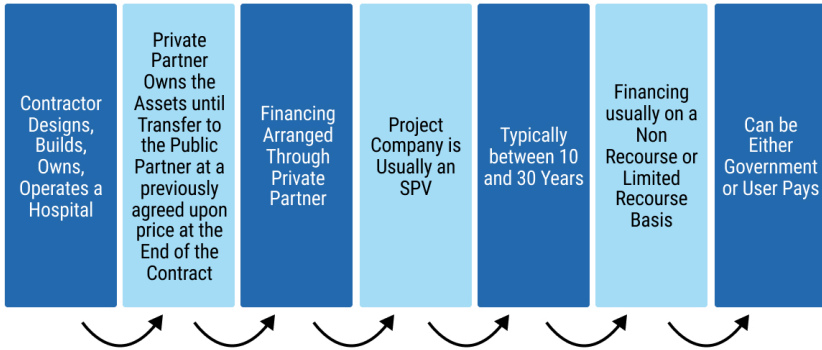 Contractor
Designs,
Builds,
Owns,
Operates a
Hospital
Private
Partner
Owns the
Assets until
Transfer to
the Public
Partner at a
previously
agreed upon
price at the
End of the
Contract
Financing
Arranged
Through
Private
Partner
Project
Company is
Usually an
SPV
Typically
between 10
and 30 Years
Financing
usually on a
Non
Recourse or
Limited
Recourse
Basis
Can be
Either
Government
or User Pays